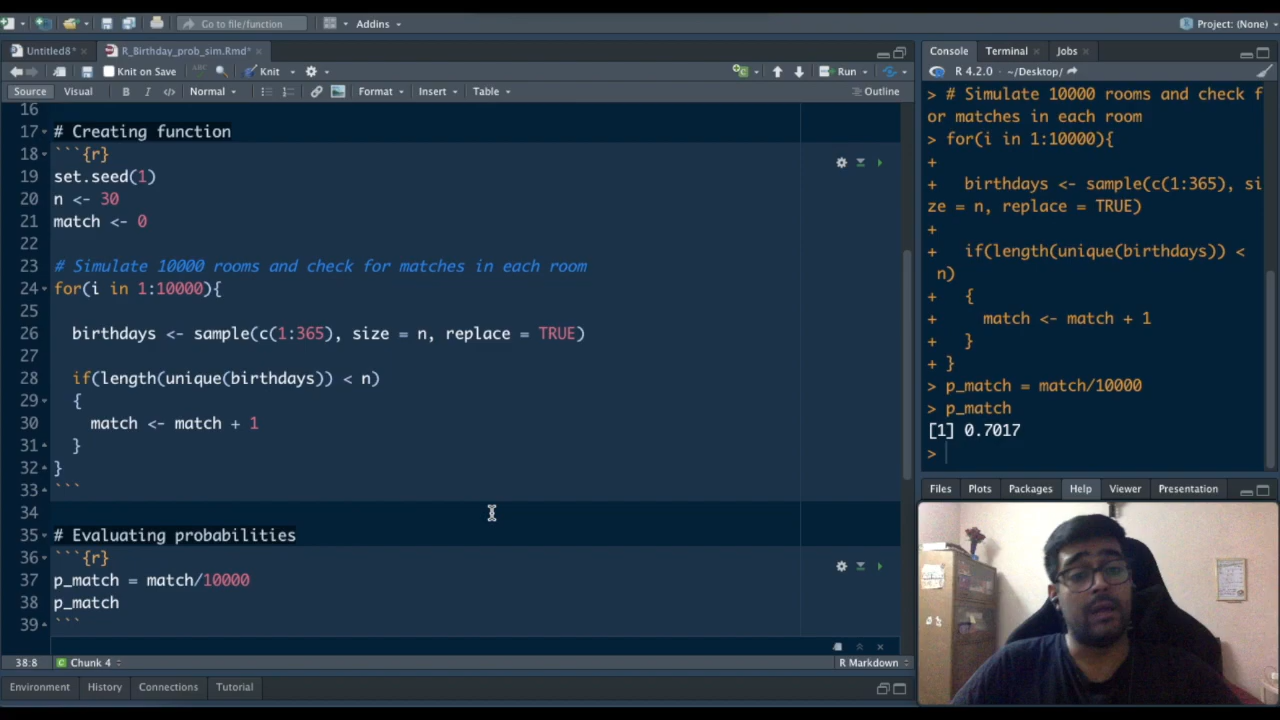 Go to file/function
Addins
Project: (None)
Untitled8*
R_Birthday_prob_sim.Rmd*
Knit on Save
ABC
Knit
Run
Source
Visual
B
I
Normal
Format
Insert
Table
Outline
16
17 # Creating function
18 ```{r}
19 set.seed(1)
20 n <- 30
21 match <- 0
22
23 # Simulate 10000 rooms and check for matches in each room
24 for(i in 1:10000){
25
26 birthdays <- sample(c(1:365), size = n, replace = TRUE)
27
28 if(length(unique(birthdays)) < n)
29 {
30 match <- match + 1
31 }
32 }
33 ```
34
35 # Evaluating probabilities
36 ```{r}
37 p_match = match/10000
38 p_match
39 ```
38:8
Chunk 4
R Markdown
Environment
History
Connections
Tutorial
Console
Terminal
Jobs
R 4.2.0 · ~/Desktop/
> # Simulate 10000 rooms and check f
or matches in each room
> for(i in 1:10000){
+
+ birthdays <- sample(c(1:365), si
ze = n, replace = TRUE)
+
+ if(length(unique(birthdays)) <
n)
+ {
+ match <- match + 1
+ }
+ }
> p_match = match/10000
> p_match
[1] 0.7017
>
Files
Plots
Packages
Help
Viewer
Presentation